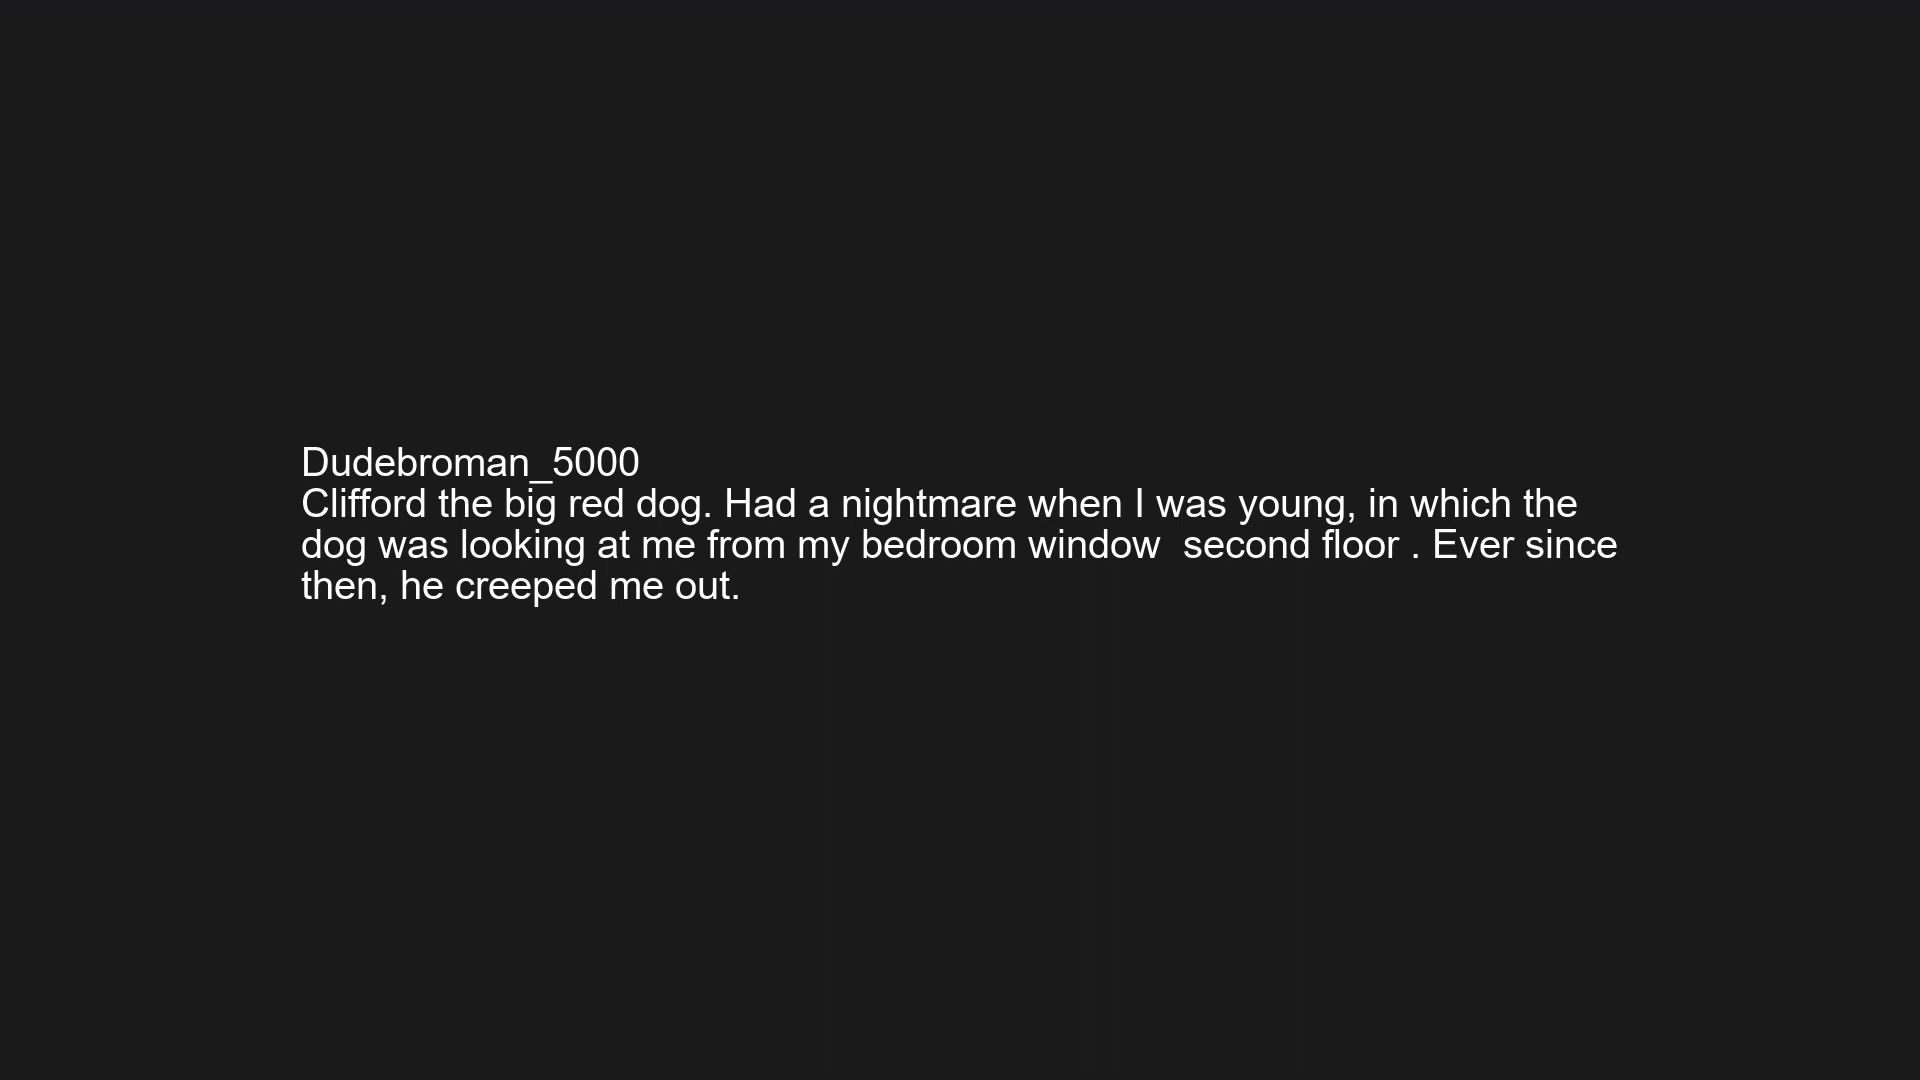 Dudebroman_5000
Clifford the big red dog. Had a nightmare when I was young, in which the
dog was looking at me from my bedroom window  second floor . Ever since
then, he creeped me out.